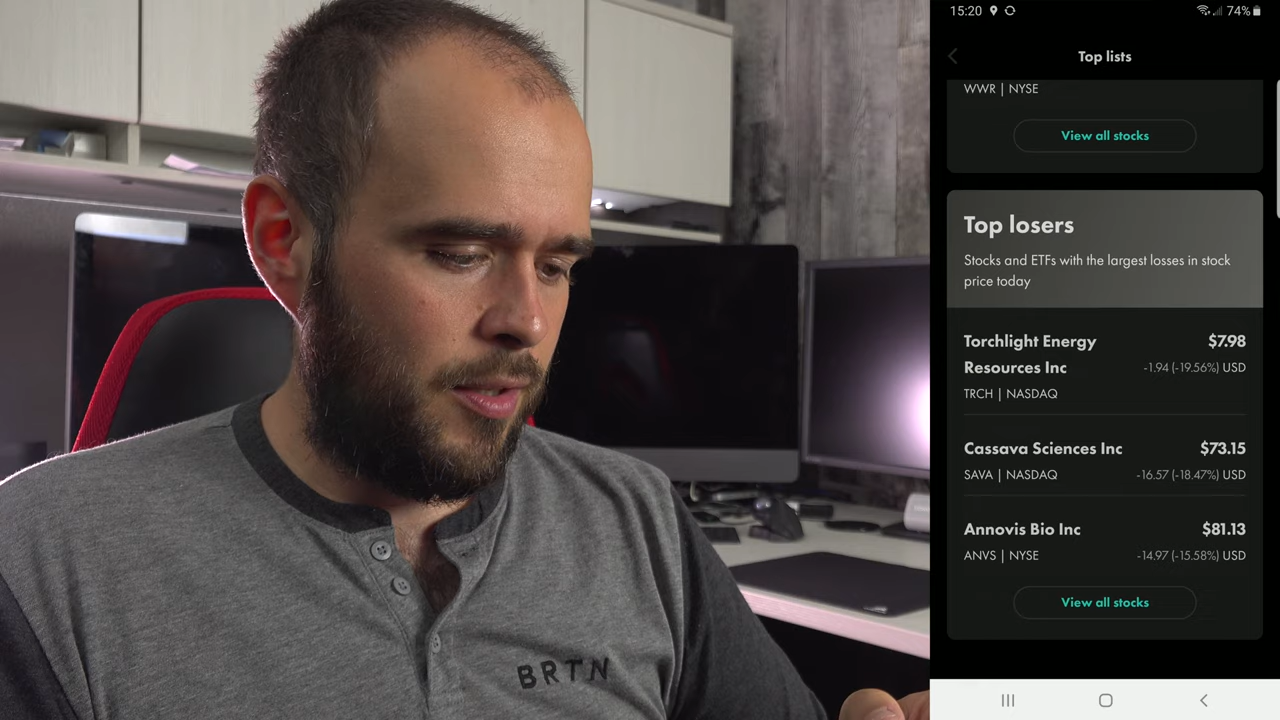 15:20
74%
Top lists
WWR | NYSE
View all stocks
Top losers
Stocks and ETFs with the largest losses in stock
price today
Torchlight Energy
Resources Inc
$7.98
-1.94 (-19.56%) USD
TRCH | NASDAQ
Cassava Sciences Inc
$73.15
SAVA | NASDAQ
-16.57 (-18.47%) USD
Annovis Bio Inc
$81.13
ANVS | NYSE
-14.97 (-15.58%) USD
View all stocks
BRTN